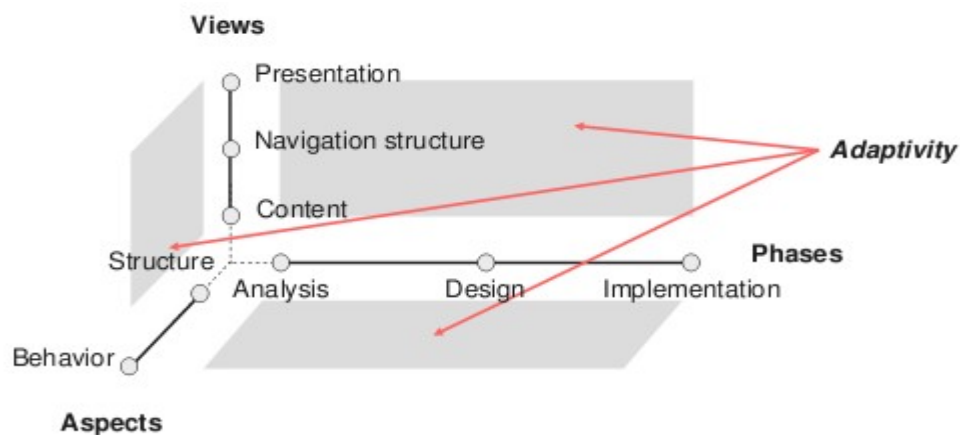 Views
Presentation
Navigation structure
Adaptivity
Content
Structure
Phases
Analysis
Design
Implementation
Behavior
Aspects